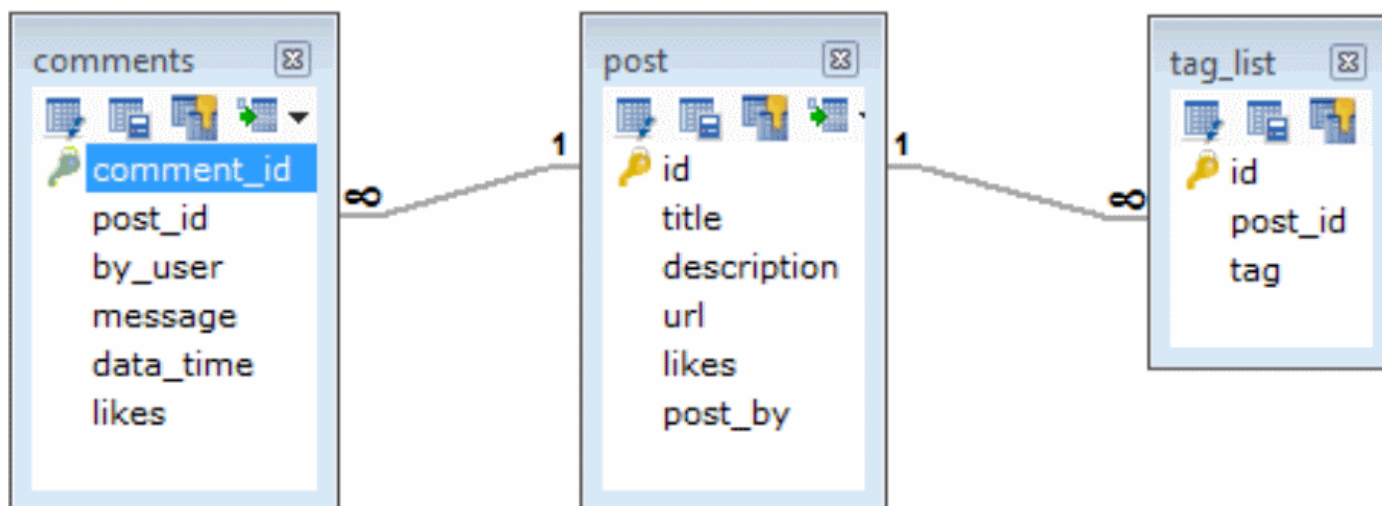 comments
comment_id
post_id
by_user
message
data_time
likes
∞
1
post
id
title
description
url
likes
post_by
1
∞
tag_list
id
post_id
tag